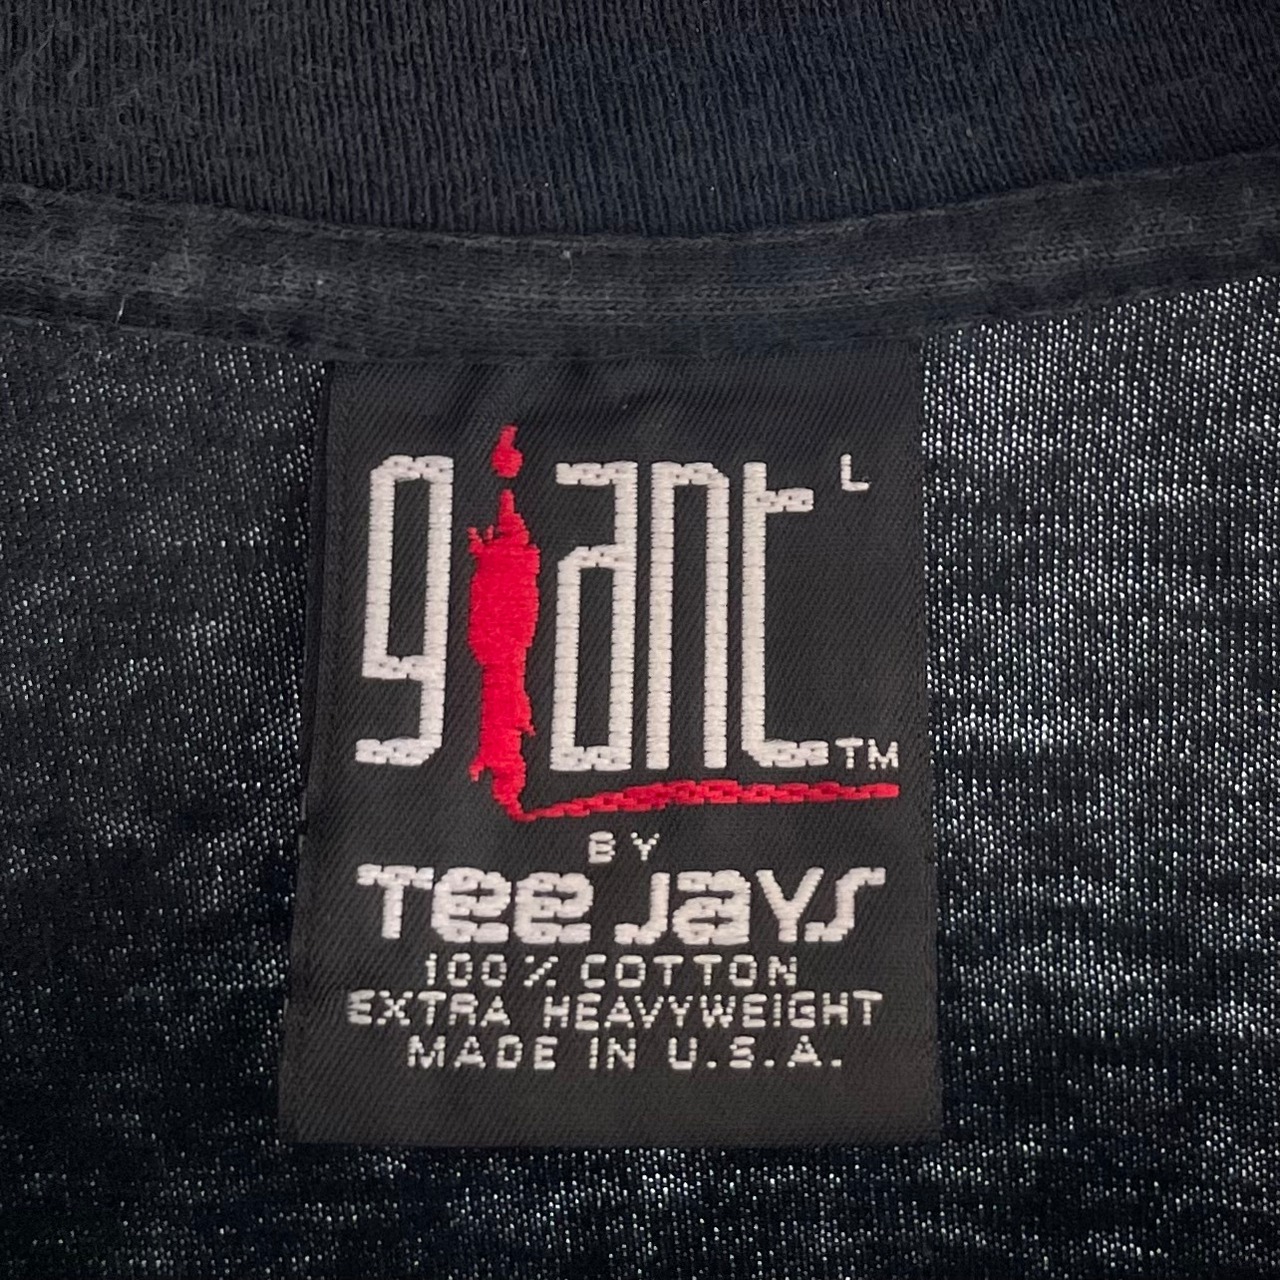 giant L
TM
BY
Tee Jays
100% COTTON
EXTRA HEAVYWEIGHT
MADE IN U.S.A.